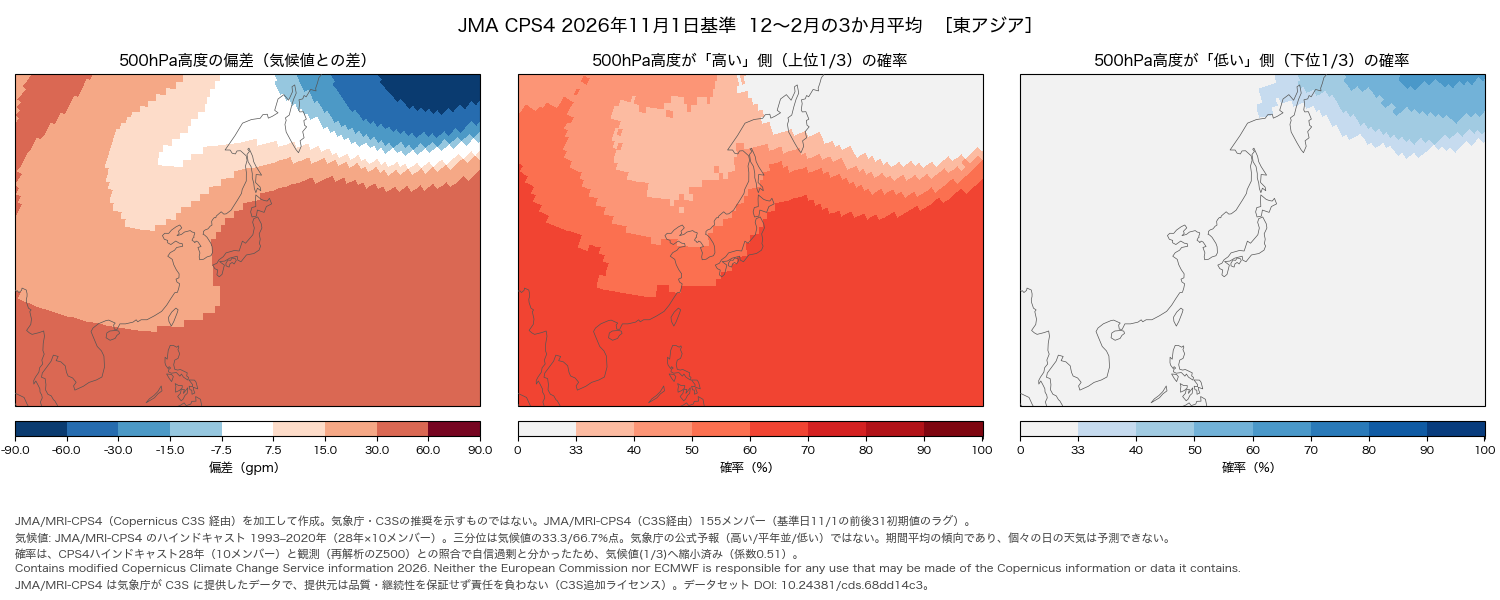 JMA CPS4 2026年11月1日基準 12～2月の3か月平均 ［東アジア］
500hPa高度の偏差（気候値との差）
500hPa高度が「高い」側（上位1/3）の確率
500hPa高度が「低い」側（下位1/3）の確率
-90.0 -60.0 -30.0 -15.0 -7.5 7.5 15.0 30.0 60.0 90.0
偏差（gpm）
0 33 40 50 60 70 80 90 100
確率（%）
0 33 40 50 60 70 80 90 100
確率（%）
JMA/MRI-CPS4（Copernicus C3S 経由）を加工して作成。気象庁・C3Sの推奨を示すものではない。JMA/MRI-CPS4（C3S経由）155メンバー（基準日11/1の前後31初期値のラグ）。
気候値: JMA/MRI-CPS4 のハインドキャスト 1993–2020年（28年×10メンバー）。三分位は気候値の33.3/66.7%点。気象庁の公式予報（高い/平年並/低い）ではない。期間平均の傾向であり、個々の日の天気は予測できない。
確率は、CPS4ハインドキャスト28年（10メンバー）と観測（再解析のZ500）との照合で自信過剰と分かったため、気候値(1/3)へ縮小済み（係数0.51）。
Contains modified Copernicus Climate Change Service information 2026. Neither the European Commission nor ECMWF is responsible for any use that may be made of the Copernicus information or data it contains.
JMA/MRI-CPS4 は気象庁が C3S に提供したデータで、提供元は品質・継続性を保証せず責任を負わない（C3S追加ライセンス）。データセット DOI: 10.24381/cds.68dd14c3。